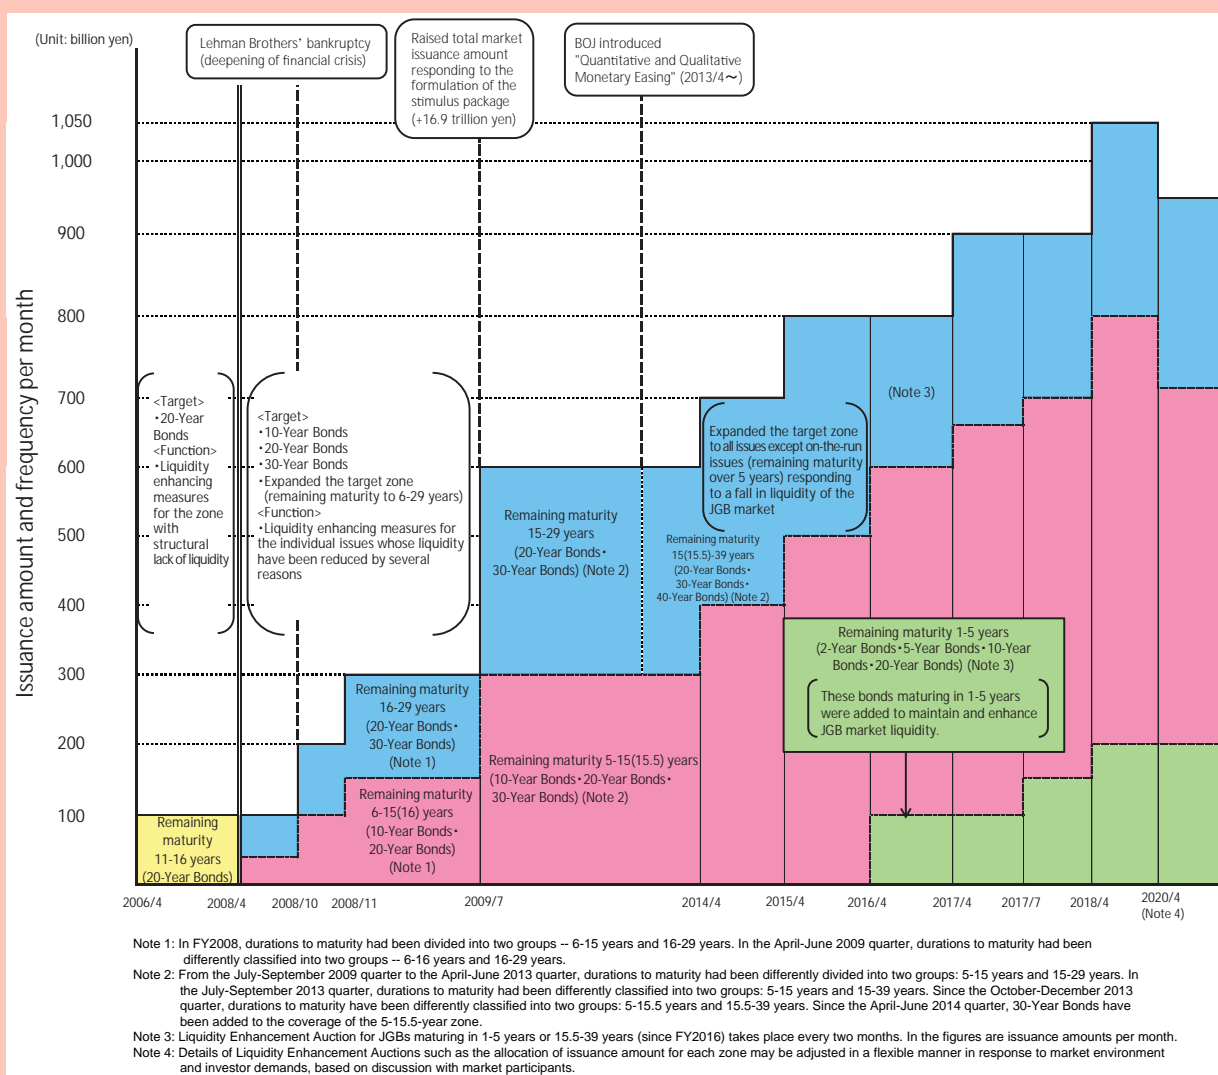 (Unit: billion yen)
Lehman Brothers' bankruptcy
(deepening of financial crisis)
Raised total market
issuance amount
responding to the
formulation of the
stimulus package
(+16.9 trillion yen)
BOJ introduced
"Quantitative and Qualitative
Monetary Easing" (2013/4〜)
Issuance amount and frequency per month
1,050
1,000
900
800
700
600
500
400
300
200
100
<Target>
・20-Year
Bonds
<Function>
・Liquidity
enhancing
measures
for the zone
with
structural
lack of liquidity
<Target>
・10-Year Bonds
・20-Year Bonds
・30-Year Bonds
・Expanded the target zone
(remaining maturity to 6-29 years)
<Function>
・Liquidity enhancing measures for
the individual issues whose liquidity
have been reduced by several
reasons
Remaining maturity
15-29 years
(20-Year Bonds・
30-Year Bonds) (Note 2)
Expanded the target zone
to all issues except on-the-run
issues (remaining maturity
over 5 years) responding
to a fall in liquidity of the
JGB market
(Note 3)
Remaining maturity
15(15.5)-39 years
(20-Year Bonds・
30-Year Bonds・
40-Year Bonds) (Note 2)
Remaining maturity 1-5 years
(2-Year Bonds・5-Year Bonds・10-Year
Bonds・20-Year Bonds) (Note 3)
These bonds maturing in 1-5 years
were added to maintain and enhance
JGB market liquidity.
Remaining maturity
16-29 years
(20-Year Bonds・
30-Year Bonds)
(Note 1)
Remaining maturity 5-15(15.5) years
(10-Year Bonds・20-Year Bonds・
30-Year Bonds) (Note 2)
Remaining maturity
6-15(16) years
(10-Year Bonds・
20-Year Bonds)
(Note 1)
Remaining
maturity
11-16 years
(20-Year Bonds)
2006/4
2008/4
2008/10
2008/11
2009/7
2014/4
2015/4
2016/4
2017/4
2017/7
2018/4
2020/4
(Note 4)
Note 1: In FY2008, durations to maturity had been divided into two groups -- 6-15 years and 16-29 years. In the April-June 2009 quarter, durations to maturity had been
differently classified into two groups -- 6-16 years and 16-29 years.
Note 2: From the July-September 2009 quarter to the April-June 2013 quarter, durations to maturity had been differently divided into two groups: 5-15 years and 15-29 years. In
the July-September 2013 quarter, durations to maturity had been differently classified into two groups: 5-15 years and 15-39 years. Since the October-December 2013
quarter, durations to maturity have been differently classified into two groups: 5-15.5 years and 15.5-39 years. Since the April-June 2014 quarter, 30-Year Bonds have
been added to the coverage of the 5-15.5-year zone.
Note 3: Liquidity Enhancement Auction for JGBs maturing in 1-5 years or 15.5-39 years (since FY2016) takes place every two months. In the figures are issuance amounts per month.
Note 4: Details of Liquidity Enhancement Auctions such as the allocation of issuance amount for each zone may be adjusted in a flexible manner in response to market environment
and investor demands, based on discussion with market participants.